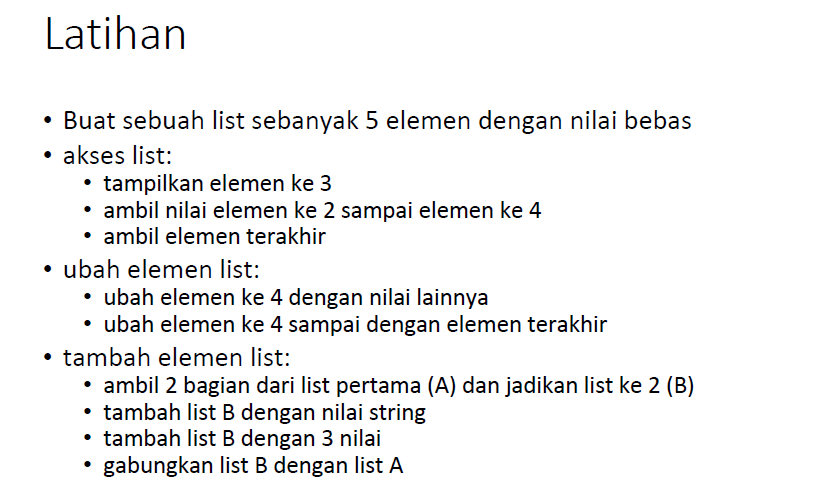 Latihan
• Buat sebuah list sebanyak 5 elemen dengan nilai bebas
• akses list:
• tampilkan elemen ke 3
• ambil nilai elemen ke 2 sampai elemen ke 4
• ambil elemen terakhir
• ubah elemen list:
• ubah elemen ke 4 dengan nilai lainnya
• ubah elemen ke 4 sampai dengan elemen terakhir
• tambah elemen list:
• ambil 2 bagian dari list pertama (A) dan jadikan list ke 2 (B)
• tambah list B dengan nilai string
• tambah list B dengan 3 nilai
• gabungkan list B dengan list A